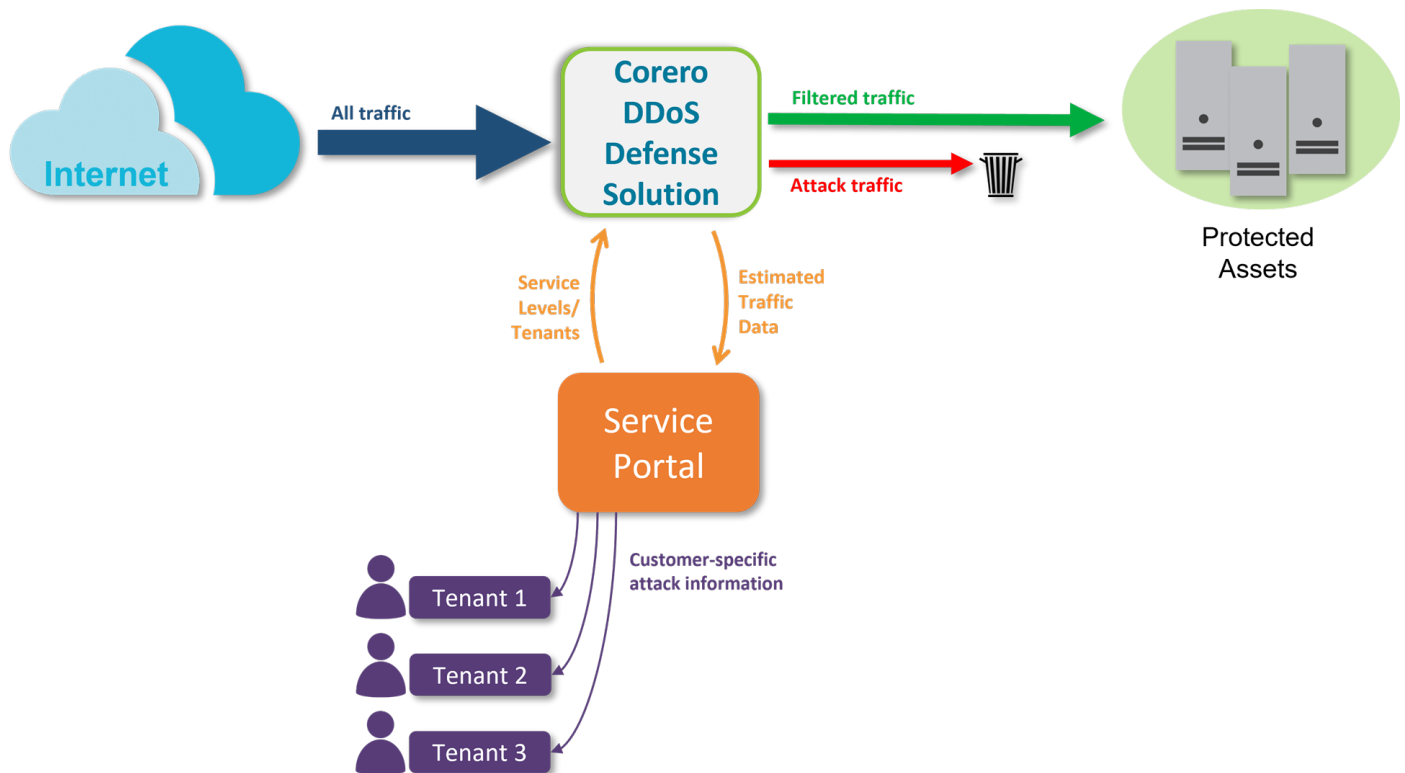 Internet
All traffic
Corero
DDoS
Defense
Solution
Filtered traffic
Attack traffic
Protected
Assets
Service
Levels/
Tenants
Estimated
Traffic
Data
Service
Portal
Customer-specific
attack information
Tenant 1
Tenant 2
Tenant 3